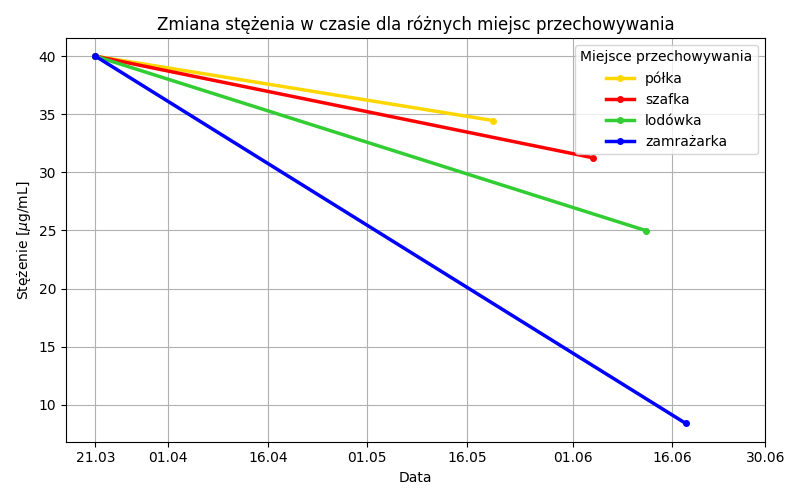 Zmiana stężenia w czasie dla różnych miejsc przechowywania
Stężenie [μg/mL]
40
35
30
25
20
15
10
Miejsce przechowywania
półka
szafka
lodówka
zamrażarka
21.03 01.04 16.04 01.05 16.05 01.06 16.06 30.06
Data